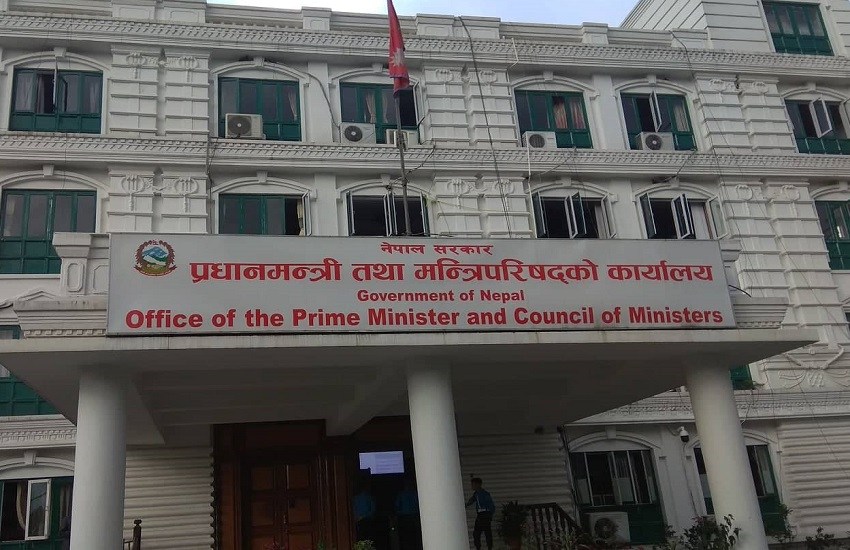 नेपाल सरकार
प्रधानमन्त्री तथा मन्त्रिपरिषद्को कार्यालय
Government of Nepal
Office of the Prime Minister and Council of Ministers